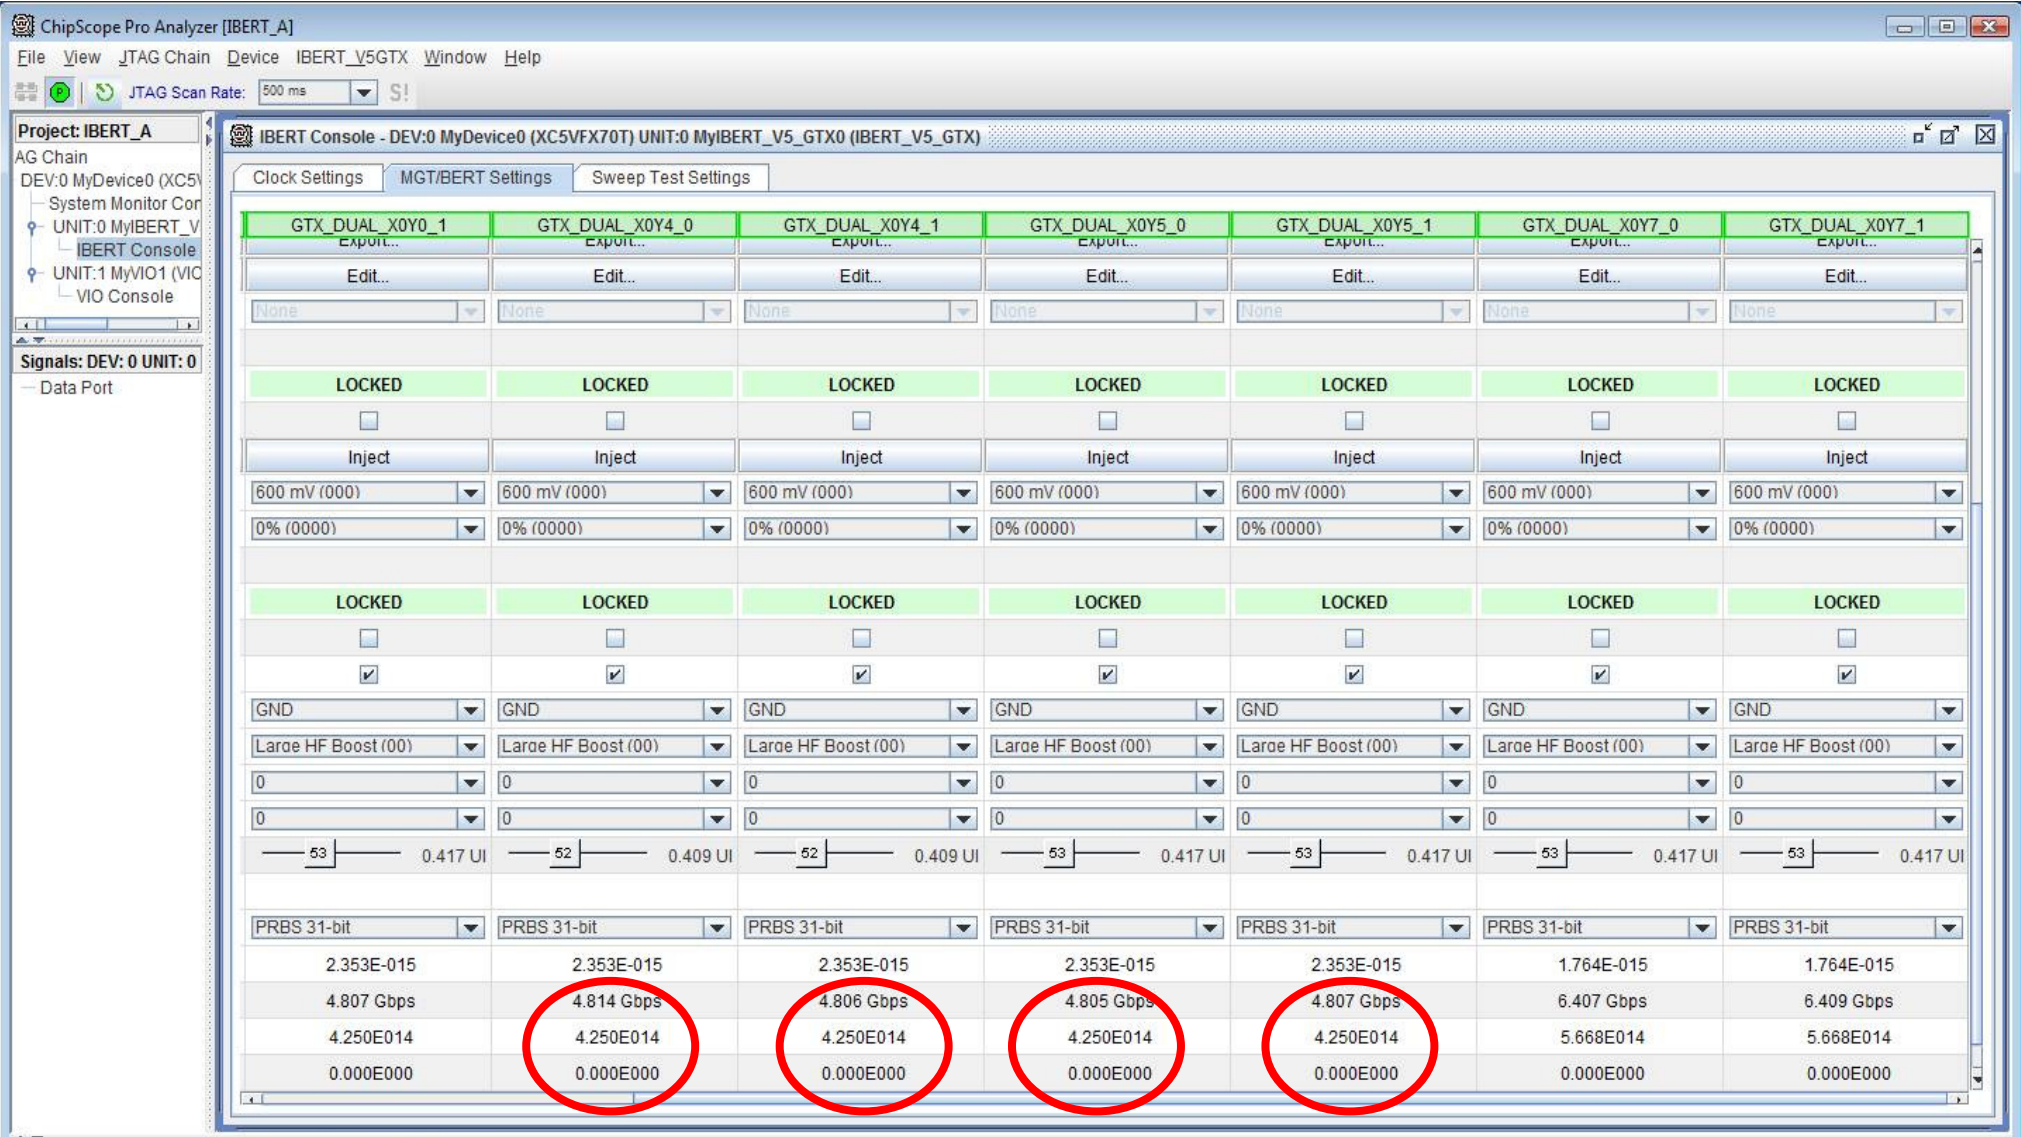 ChipScope Pro Analyzer [IBERT_A]
File View JTAG Chain Device IBERT_V5GTX Window Help
JTAG Scan Rate: 500 ms S!
Project: IBERT_A
AG Chain
DEV:0 MyDevice0 (XC5V
System Monitor Con
UNIT:0 MyIBERT_V
IBERT Console
UNIT:1 MyVIO1 (VIO
VIO Console
Signals: DEV: 0 UNIT: 0
Data Port
IBERT Console - DEV:0 MyDevice0 (XC5VFX70T) UNIT:0 MyIBERT_V5_GTX0 (IBERT_V5_GTX)
Clock Settings MGT/BERT Settings Sweep Test Settings
GTX_DUAL_X0Y0_1 GTX_DUAL_X0Y4_0 GTX_DUAL_X0Y4_1 GTX_DUAL_X0Y5_0 GTX_DUAL_X0Y5_1 GTX_DUAL_X0Y7_0 GTX_DUAL_X0Y7_1
Export... Export... Export... Export... Export... Export... Export...
Edit... Edit... Edit... Edit... Edit... Edit... Edit...
None None None None None None None
LOCKED LOCKED LOCKED LOCKED LOCKED LOCKED LOCKED
Inject Inject Inject Inject Inject Inject Inject
600 mV (000) 600 mV (000) 600 mV (000) 600 mV (000) 600 mV (000) 600 mV (000) 600 mV (000)
0% (0000) 0% (0000) 0% (0000) 0% (0000) 0% (0000) 0% (0000) 0% (0000)
LOCKED LOCKED LOCKED LOCKED LOCKED LOCKED LOCKED
GND GND GND GND GND GND GND
Large HF Boost (00) Large HF Boost (00) Large HF Boost (00) Large HF Boost (00) Large HF Boost (00) Large HF Boost (00) Large HF Boost (00)
0 0 0 0 0 0 0
0 0 0 0 0 0 0
53 0.417 UI 52 0.409 UI 52 0.409 UI 53 0.417 UI 53 0.417 UI 53 0.417 UI 53 0.417 UI
PRBS 31-bit PRBS 31-bit PRBS 31-bit PRBS 31-bit PRBS 31-bit PRBS 31-bit PRBS 31-bit
2.353E-015 2.353E-015 2.353E-015 2.353E-015 2.353E-015 1.764E-015 1.764E-015
4.807 Gbps 4.814 Gbps 4.806 Gbps 4.805 Gbps 4.807 Gbps 6.407 Gbps 6.409 Gbps
4.250E014 4.250E014 4.250E014 4.250E014 4.250E014 5.668E014 5.668E014
0.000E000 0.000E000 0.000E000 0.000E000 0.000E000 0.000E000 0.000E000